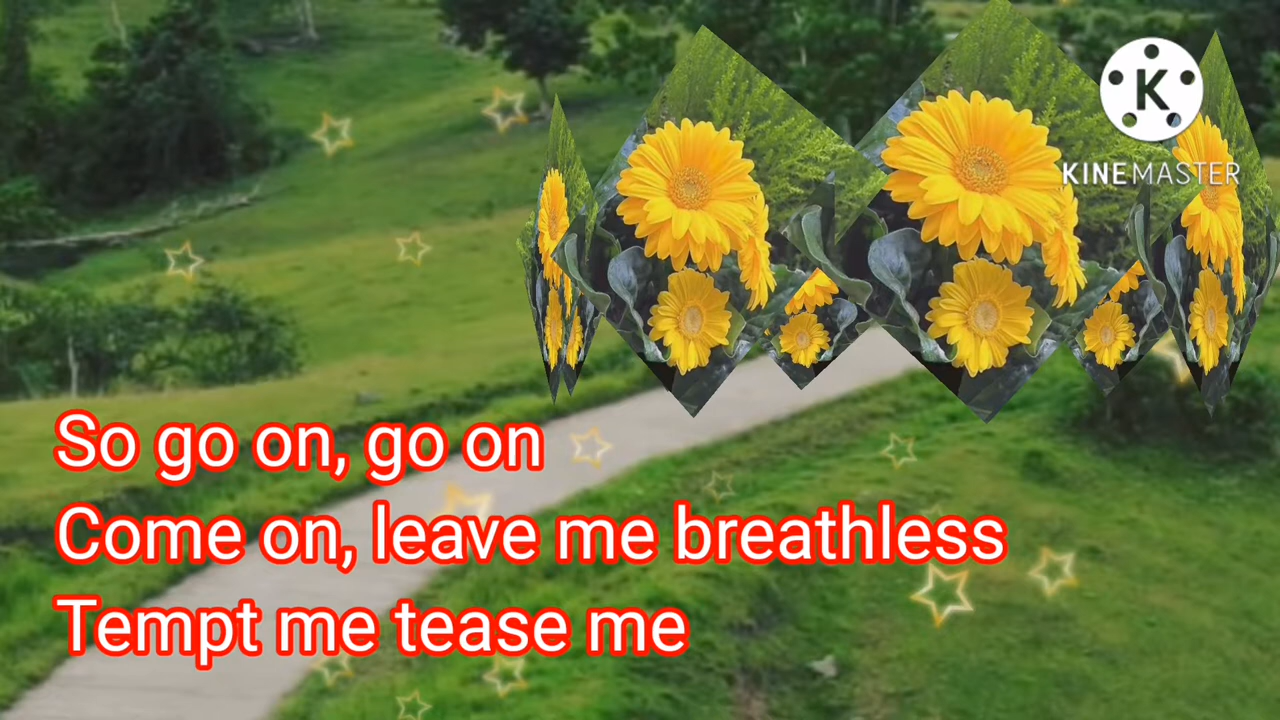 K
KINEMASTER
So go on, go on
Come on, leave me breathless
Tempt me tease me